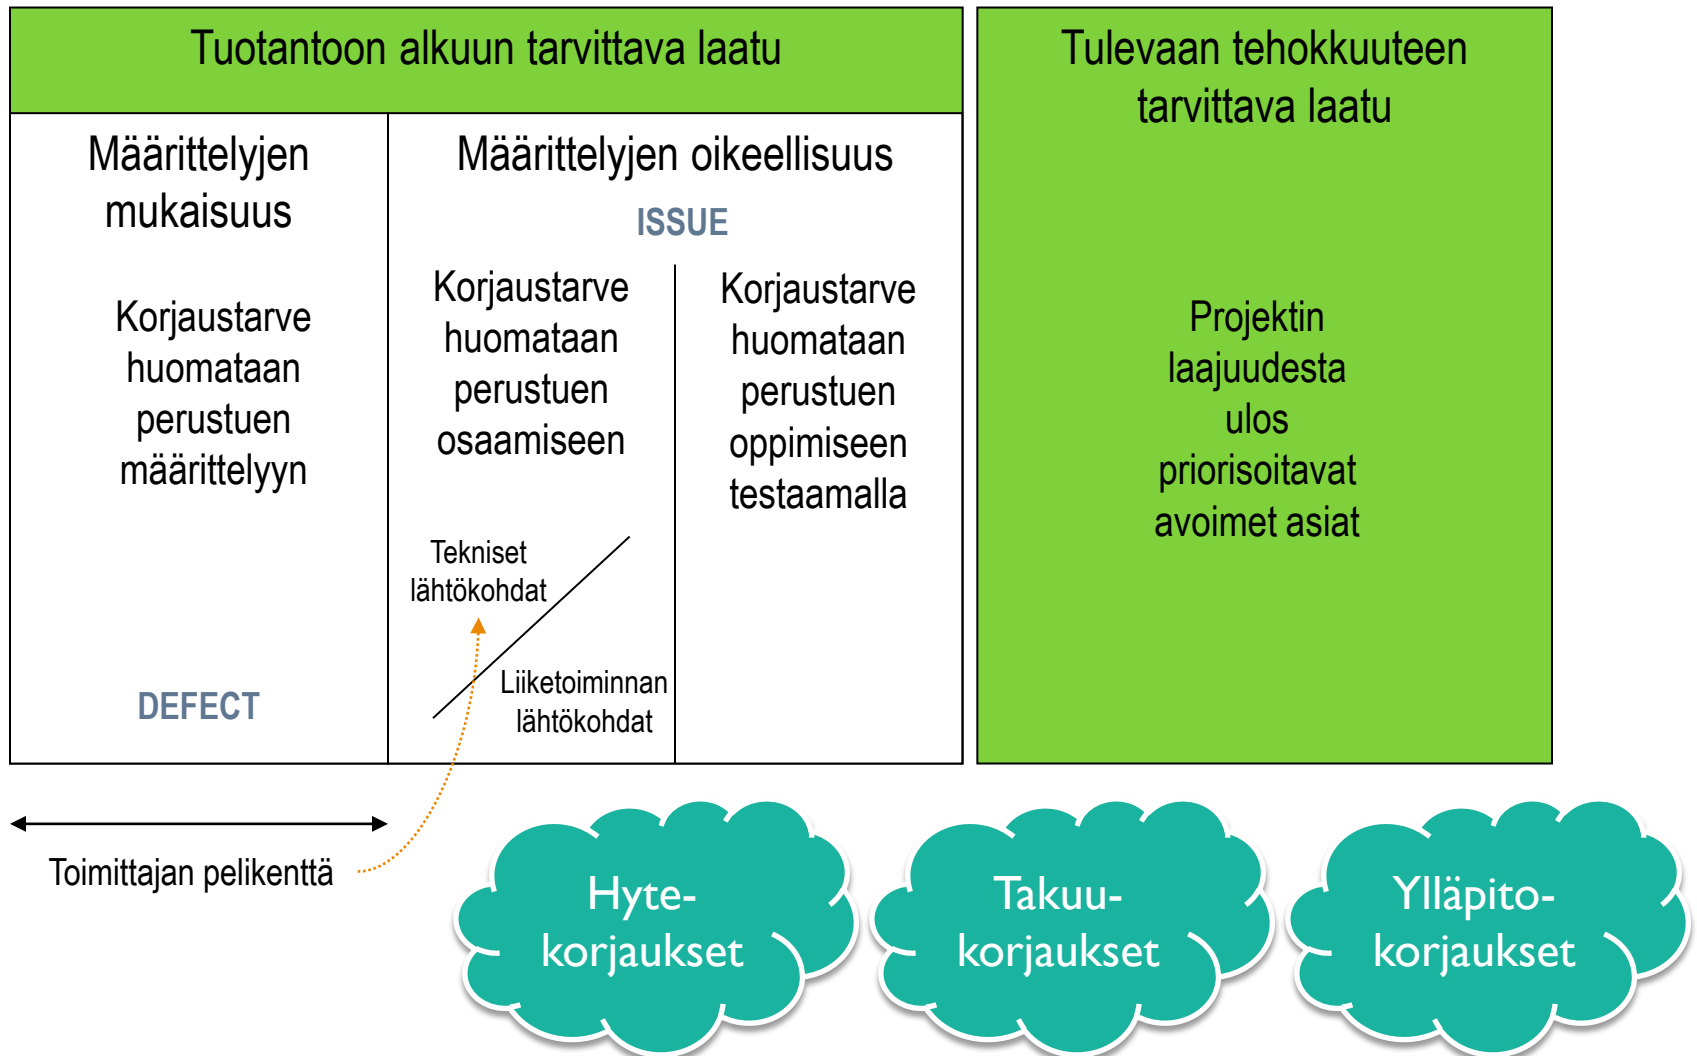 Tuotantoon alkuun tarvittava laatu
Tulevaan tehokkuuteen
tarvittava laatu
Määrittelyjen
mukaisuus
Korjaustarve
huomataan
perustuen
määrittelyyn
DEFECT
Määrittelyjen oikeellisuus
ISSUE
Korjaustarve
huomataan
perustuen
osaamiseen
Tekniset
lähtökohdat
Liiketoiminnan
lähtökohdat
Korjaustarve
huomataan
perustuen
oppimiseen
testaamalla
Projektin
laajuudesta
ulos
priorisoitavat
avoimet asiat
Toimittajan pelikenttä
Hyte-
korjaukset
Takuu-
korjaukset
Ylläpito-
korjaukset